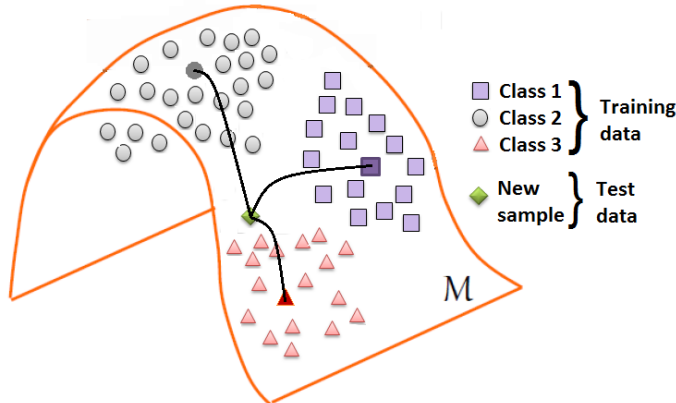 Class 1
Class 2
Class 3
Training
data
New
sample
Test
data
M